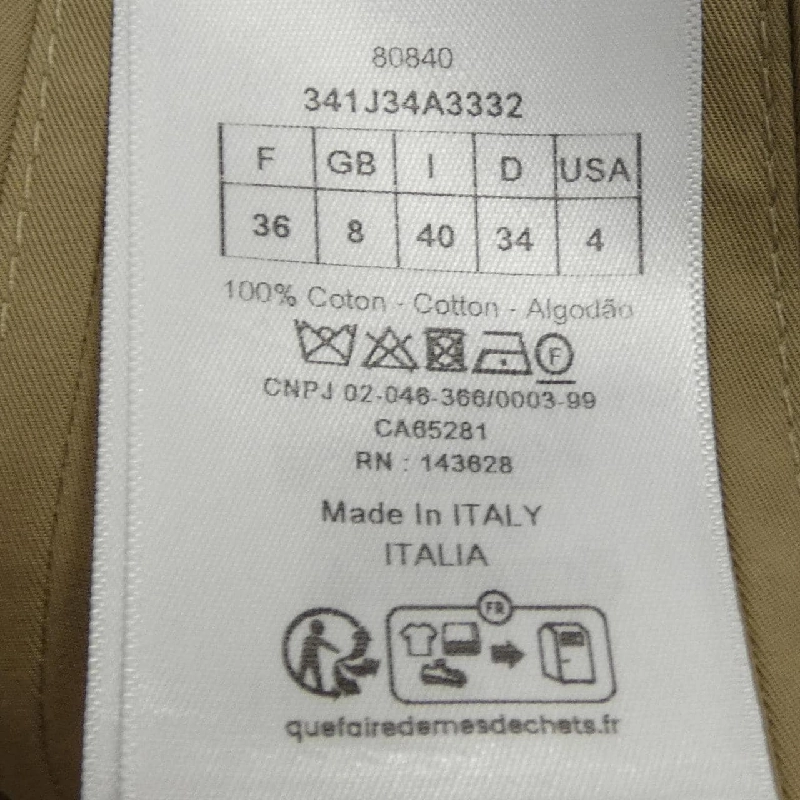 80840
341J34A3332
F GB I D USA
36 8 40 34 4
100% Coton - Cotton - Algodão
F
CNPJ 02-046-366/0003-99
CA65281
RN : 143628
Made In ITALY
ITALIA
FR
quefairedemesdechets.fr